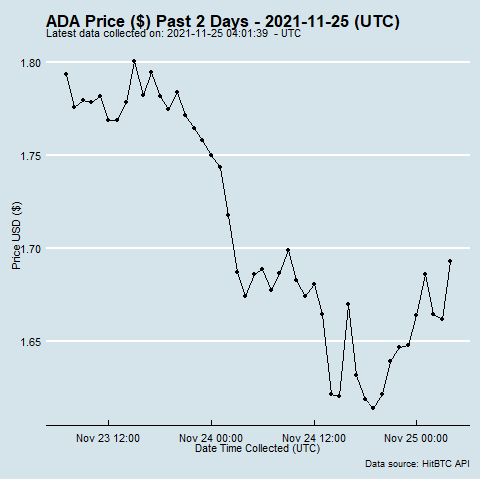 ADA Price ($) Past 2 Days - 2021-11-25 (UTC)
Latest data collected on: 2021-11-25 04:01:39 - UTC
1.80
1.75
1.70
1.65
Price USD ($)
Nov 23 12:00 Nov 24 00:00 Nov 24 12:00 Nov 25 00:00
Date Time Collected (UTC)
Data source: HitBTC API